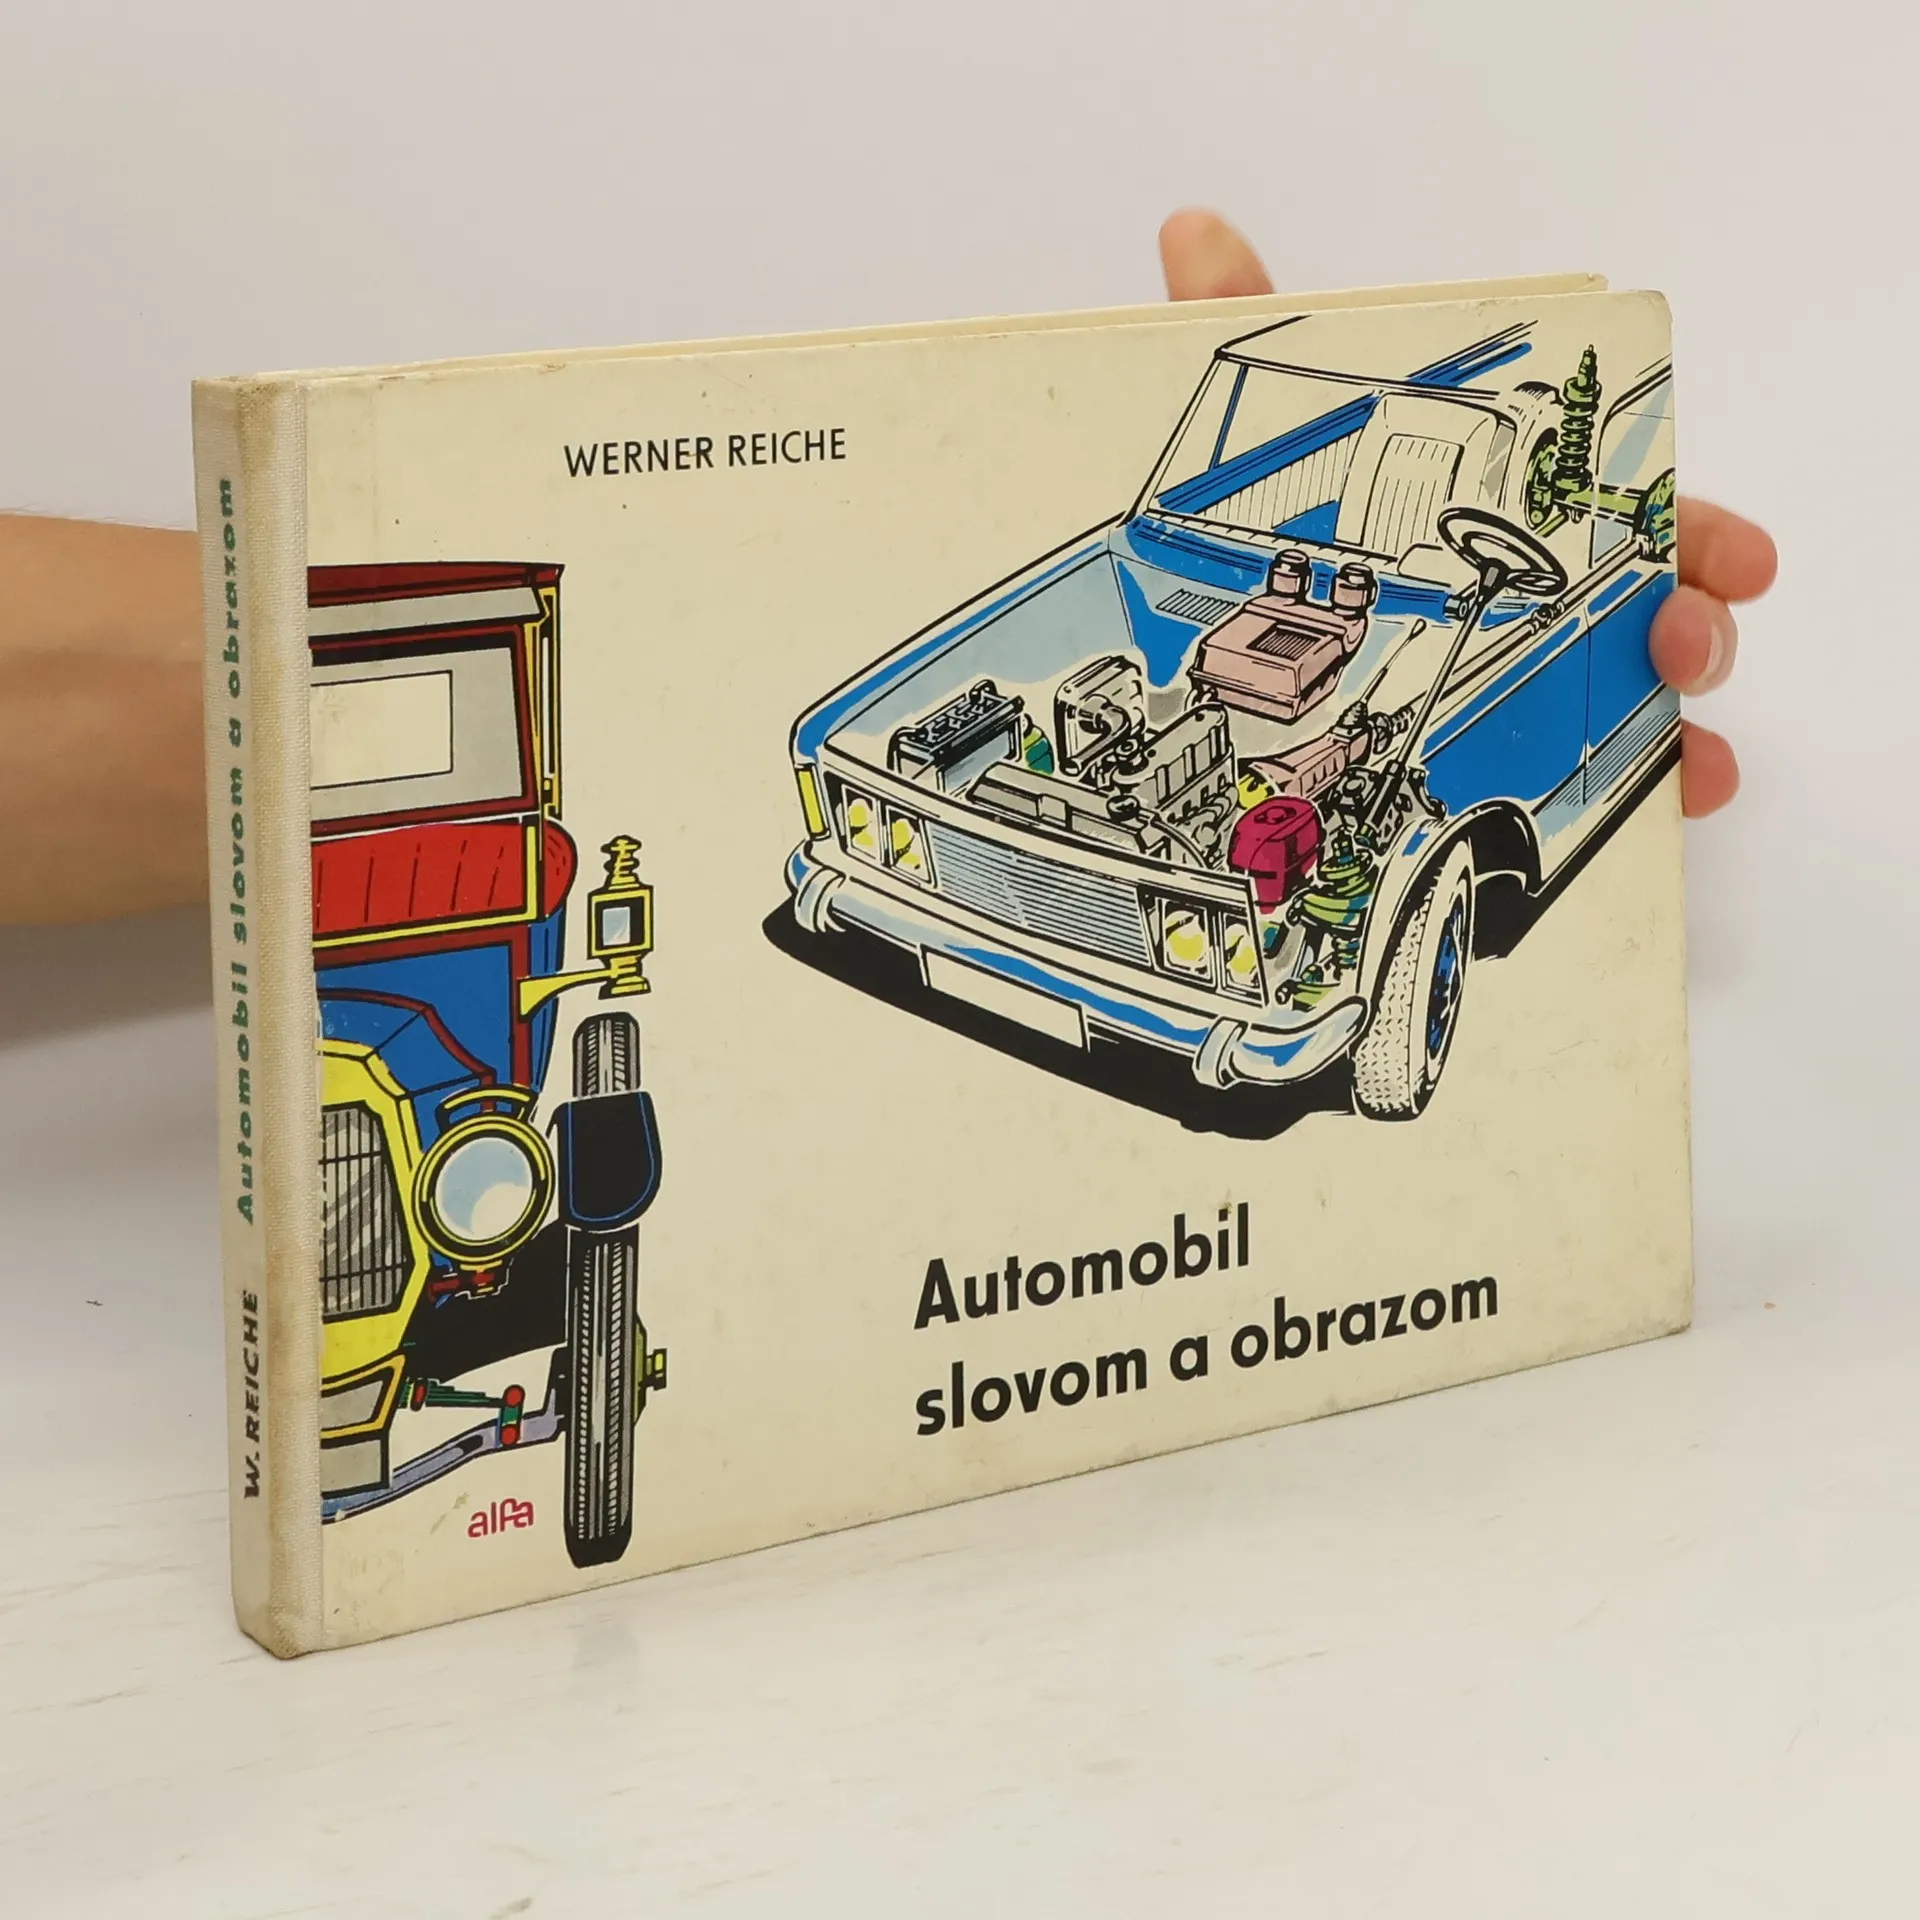 WERNER REICHE
Automobil
slovom a obrazom
alfa
W. REICHE Automobil slovom a obrazom